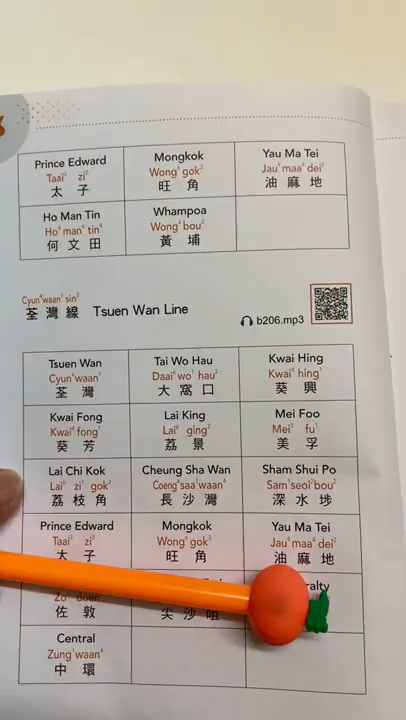 Prince Edward
Taai³ zi²
太 子
Mongkok
Wong⁶ gok³
旺 角
Yau Ma Tei
Jau⁴ maa⁴ dei²
油 麻 地
Ho Man Tin
Ho⁴ man⁴ tin⁴
何 文 田
Whampoa
Wong⁴ bou³
黃 埔
Cyun⁴ waan¹ sin³
荃 灣 線 Tsuen Wan Line
b206.mp3
Tsuen Wan
Cyun⁴ waan¹
荃 灣
Tai Wo Hau
Daai⁶ wo¹ hau²
大 窩 口
Kwai Hing
Kwai⁴ hing¹
葵 興
Kwai Fong
Kwai⁴ fong¹
葵 芳
Lai King
Lai⁶ ging²
荔 景
Mei Foo
Mei⁵ fu¹
美 孚
Lai Chi Kok
Lai⁶ zi¹ gok³
荔 枝 角
Cheung Sha Wan
Coeng⁴ saa¹ waan⁴
長 沙 灣
Sham Shui Po
Sam¹ seoi² bou²
深 水 埗
Prince Edward
Taai³ zi²
太 子
Mongkok
Wong⁶ gok³
旺 角
Yau Ma Tei
Jau⁴ maa⁴ dei²
油 麻 地
佐 敦
尖 沙 咀
Central
Zung¹ waan⁴
中 環